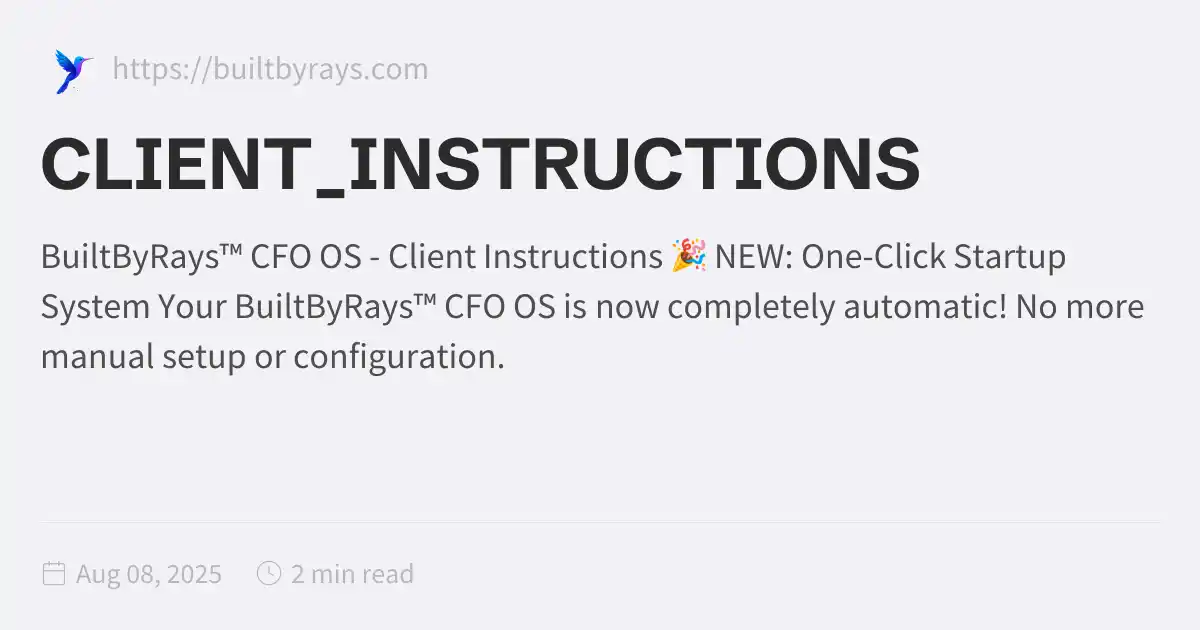 https://builtbyrays.com
CLIENT_INSTRUCTIONS
BuiltByRays™ CFO OS - Client Instructions 🎉 NEW: One-Click Startup
System Your BuiltByRays™ CFO OS is now completely automatic! No more
manual setup or configuration.
Aug 08, 2025 2 min read